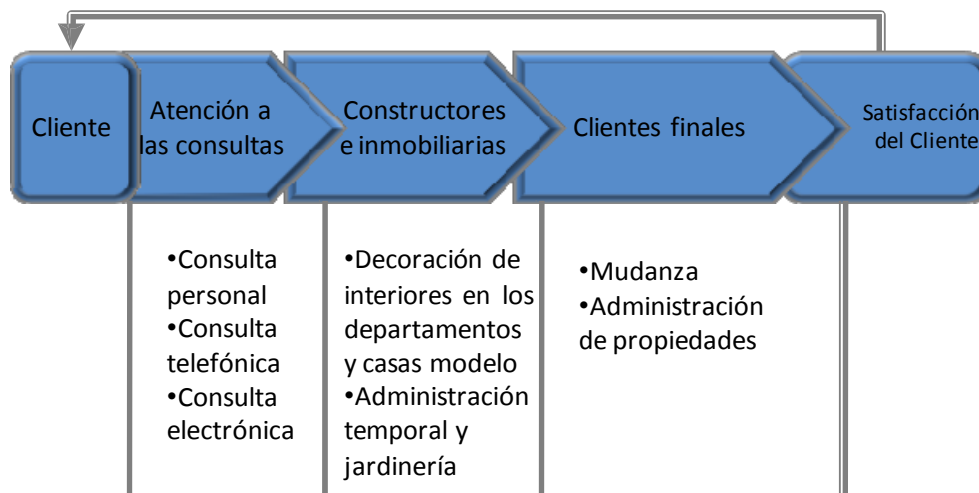 Cliente
Atención a
las consultas
Constructores
e inmobiliarias
Clientes finales
Satisfacción
del Cliente
•Consulta
personal
•Consulta
telefónica
•Consulta
electrónica
•Decoración de
interiores en los
departamentos
y casas modelo
•Administración
temporal y
jardinería
•Mudanza
•Administración
de propiedades